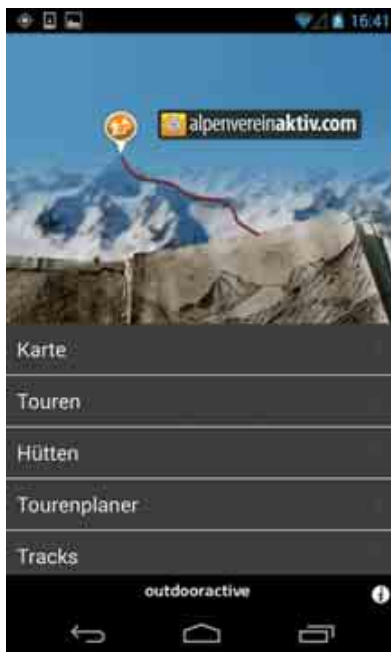 16:41
alpenvereinaktiv.com
Karte
Touren
Hütten
Tourenplaner
Tracks
outdooractive